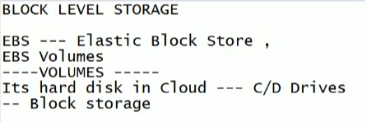 BLOCK LEVEL STORAGE
EBS --- Elastic Block Store ,
EBS Volumes
----VOLUMES -----
Its hard disk in Cloud --- C/D Drives
-- Block storage